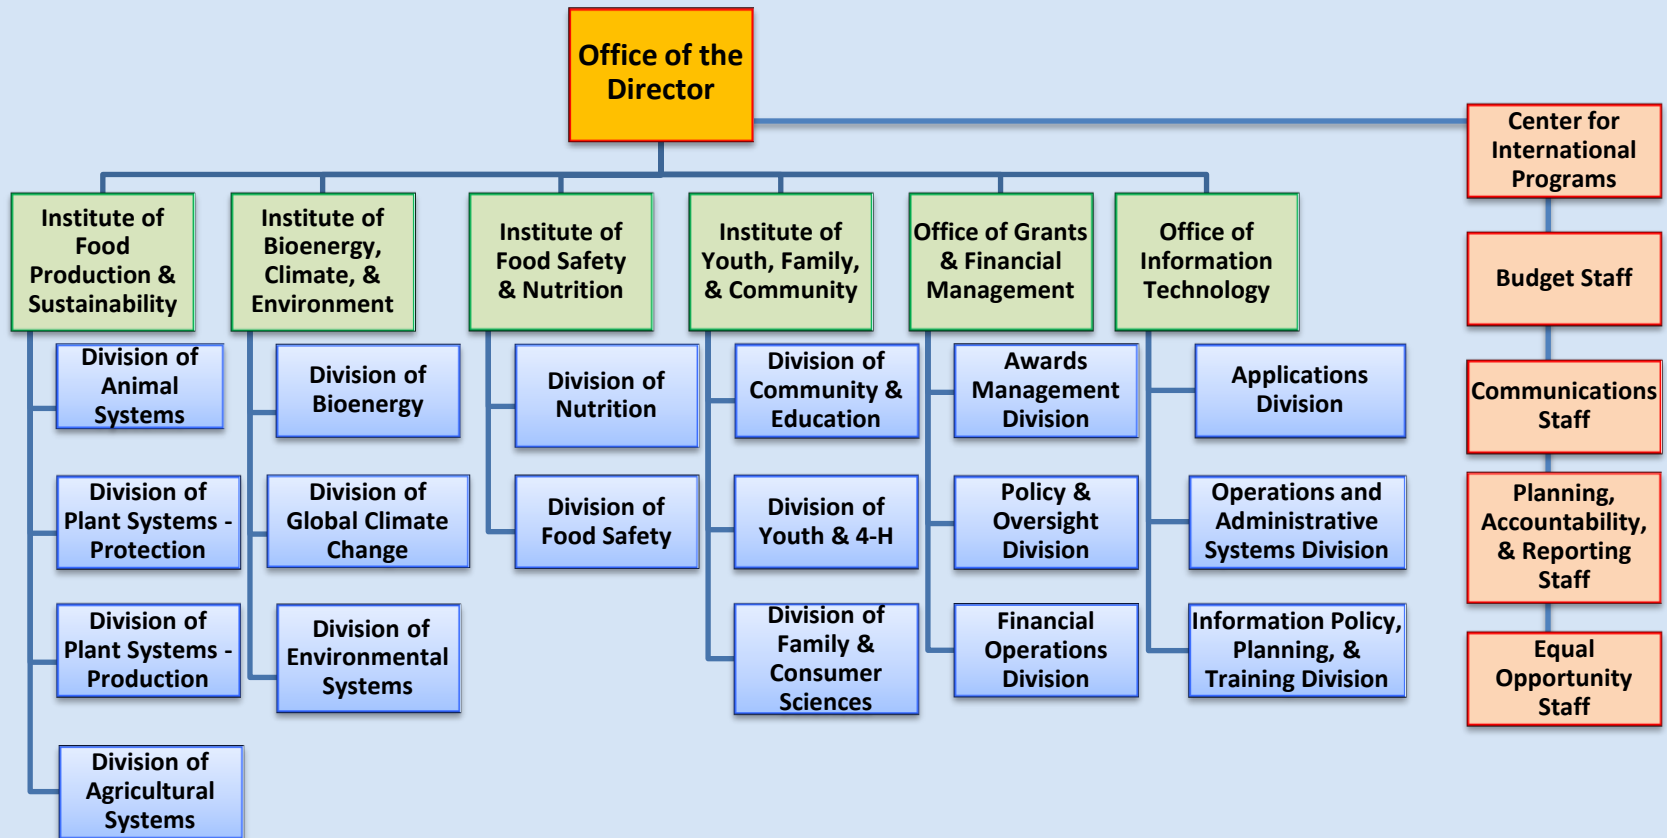 Office of the
Director
Center for
International
Programs
Budget Staff
Communications
Staff
Planning,
Accountability,
& Reporting
Staff
Equal
Opportunity
Staff
Institute of
Food
Production &
Sustainability
Division of
Animal
Systems
Division of
Plant Systems -
Protection
Division of
Plant Systems -
Production
Division of
Agricultural
Systems
Institute of
Bioenergy,
Climate, &
Environment
Division of
Bioenergy
Division of
Global Climate
Change
Division of
Environmental
Systems
Institute of
Food Safety
& Nutrition
Division of
Nutrition
Division of
Food Safety
Institute of
Youth, Family,
& Community
Division of
Community &
Education
Division of
Youth & 4-H
Division of
Family &
Consumer
Sciences
Office of Grants
& Financial
Management
Awards
Management
Division
Policy &
Oversight
Division
Financial
Operations
Division
Office of
Information
Technology
Applications
Division
Operations and
Administrative
Systems Division
Information Policy,
Planning, &
Training Division